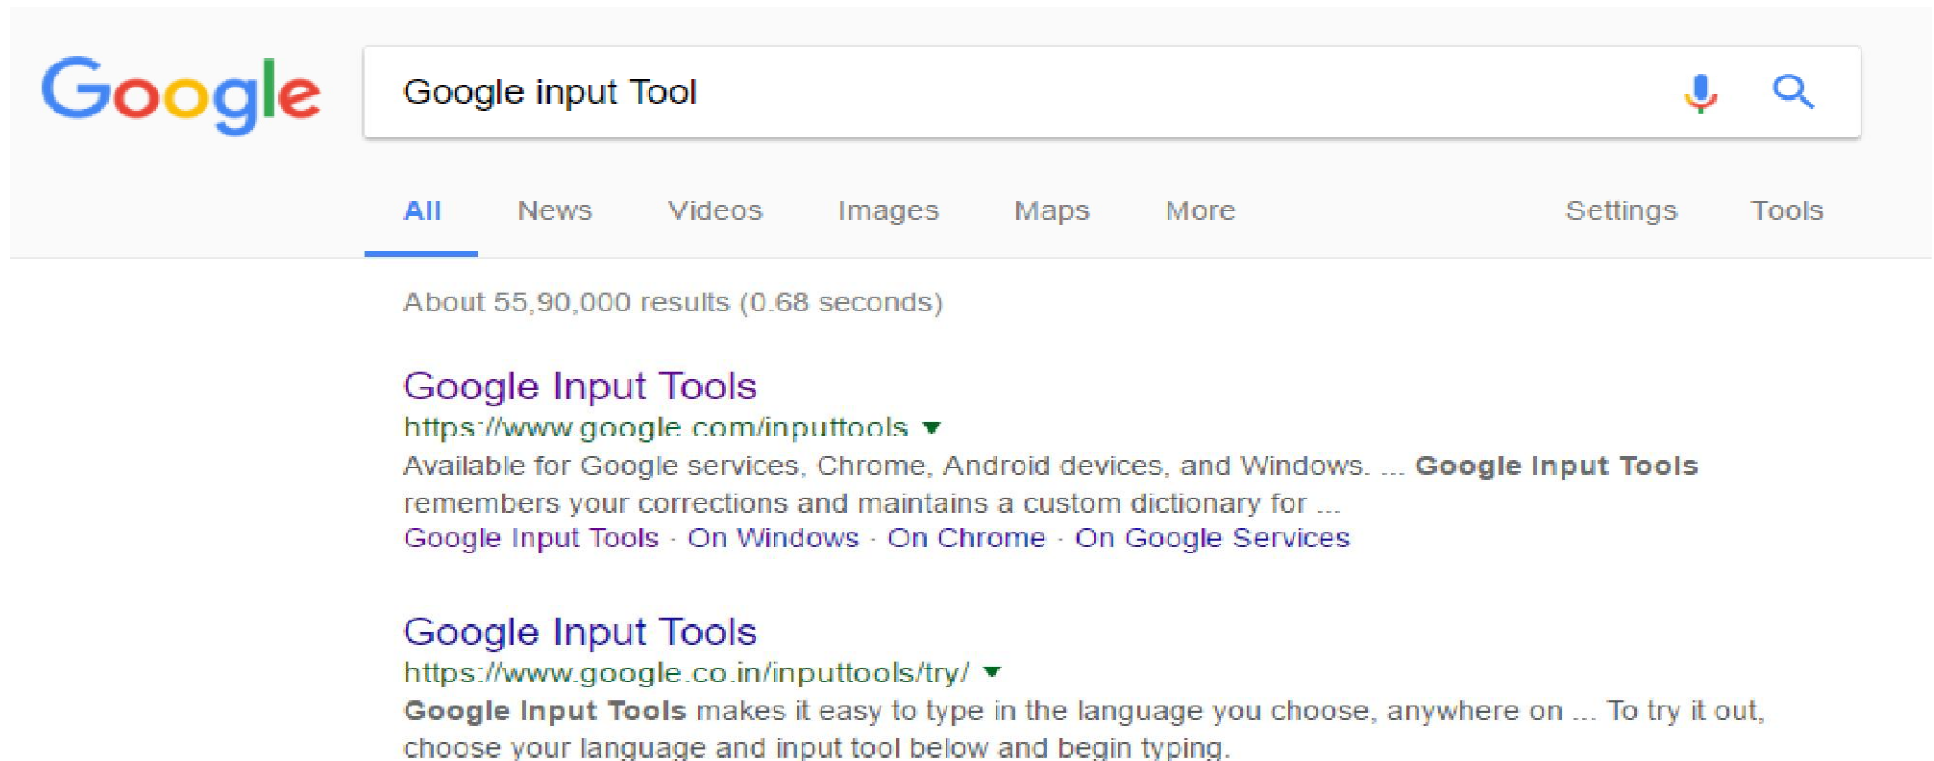 Google
Google input Tool
All News Videos Images Maps More Settings Tools
About 55,90,000 results (0.68 seconds)
Google Input Tools
https://www.google.com/inputtools
Available for Google services, Chrome, Android devices, and Windows. ... Google Input Tools
remembers your corrections and maintains a custom dictionary for ...
Google Input Tools · On Windows · On Chrome · On Google Services
Google Input Tools
https://www.google.co.in/inputtools/try/
Google Input Tools makes it easy to type in the language you choose, anywhere on ... To try it out,
choose your language and input tool below and begin typing.